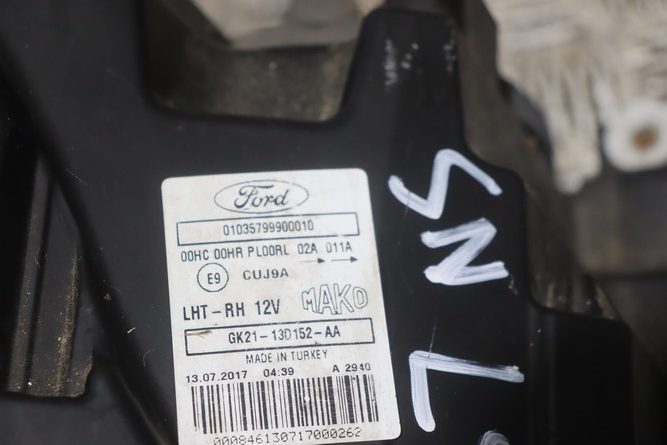 Ford
01035799900010
00HC 00HR PL00RL 02A 011A
E9 CUJ9A
LHT-RH 12V MAKO
GK21-13D152-AA
MADE IN TURKEY
13.07.2017 04:39 A 2940
000846130717000262